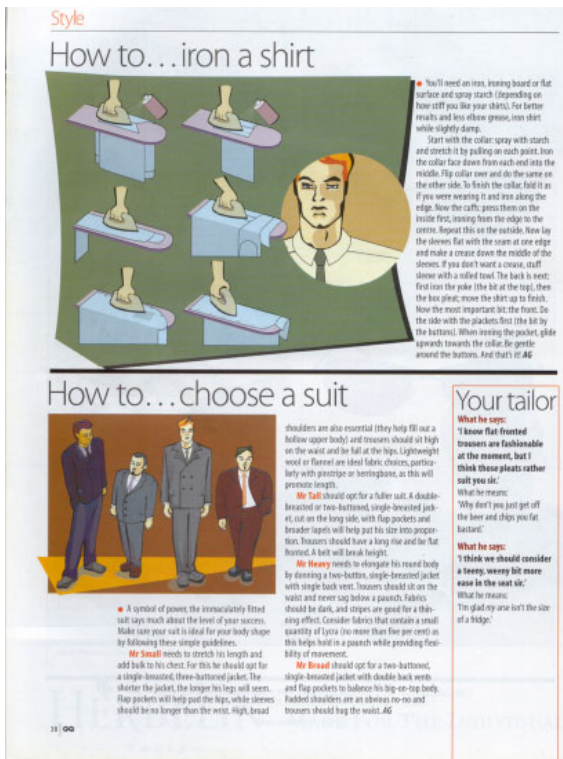 Style
How to...iron a shirt
• You'll need an iron, ironing board or flat
surface and spray starch (depending on
how stiff you like your shirts). For better
results and less elbow grease, iron shirt
while slightly damp.
Start with the collar: spray with starch
and stretch it by pulling on each point. Iron
the collar face down from each end into the
middle. Flip collar over and do the same on
the other side. To finish the collar, fold it as
if you were wearing it and iron along the
edge. Now the cuffs: press them on the
inside first, ironing from the edge to the
centre. Repeat this on the outside. Now lay
the sleeves flat with the seam at one edge
and make a crease down the middle of the
sleeves. If you don't want a crease, stuff
sleeve with a rolled towel. The back is next:
first iron the yoke (the bit at the top), then
the box pleat; move the shirt up to finish.
Now the most important bit: the front. Do
the side with the plackets first (the bit by
the buttons). When ironing the pocket, glide
upwards towards the collar. Be gentle
around the buttons. And that's it! AG
How to...choose a suit
• A symbol of power, the immaculately fitted
suit says much about the level of your success.
Make sure your suit is ideal for your body shape
by following these simple guidelines.
Mr Small needs to stretch his length and
add bulk to his chest. For this he should opt for
a single-breasted, three-buttoned jacket. The
shorter the jacket, the longer his legs will seem.
Flap pockets will help pad the hips, while sleeves
should be no longer than the wrist. High, broad
shoulders are also essential (they help fill out a
hollow upper body) and trousers should sit high
on the waist and be full at the hips. Lightweight
wool or flannel are ideal fabric choices, particu-
larly with pinstripe or herringbone, as this will
promote length.
Mr Tall should opt for a fuller suit. A double-
breasted or two-buttoned, single-breasted jack-
et, cut on the long side, with flap pockets and
broader lapels will help put his size into propor-
tion. Trousers should have a long rise and be flat
fronted. A belt will break height.
Mr Heavy needs to elongate his round body
by donning a two-button, single-breasted jacket
with single back vent. Trousers should sit on the
waist and never sag below a paunch. Fabrics
should be dark, and stripes are good for a thin-
ning effect. Consider fabrics that contain a small
quantity of Lycra (no more than five per cent) as
this helps hold in a paunch while providing flexi-
bility of movement.
Mr Broad should opt for a two-buttoned,
single-breasted jacket with double back vents
and flap pockets to balance his big-on-top body.
Padded shoulders are an obvious no-no and
trousers should hug the waist. AG
Your tailor
What he says:
'I know flat-fronted
trousers are fashionable
at the moment, but I
think these pleats rather
suit you sir.'
What he means:
'Why don't you just get off
the beer and chips you fat
bastard.'
What he says:
'I think we should consider
a teeny, weeny bit more
ease in the seat sir.'
What he means:
'I'm glad my arse isn't the size
of a fridge.'
GQ